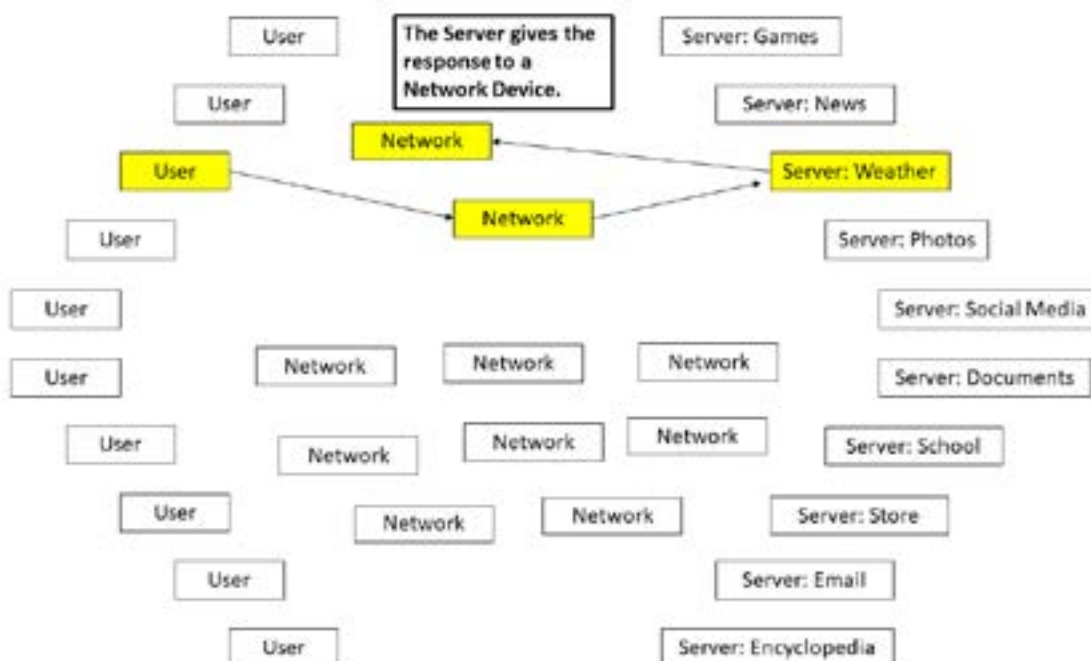 User
The Server gives the
response to a
Network Device.
Server: Games
User
Server: News
Network
User
Server: Weather
Network
User
Server: Photos
User
Server: Social Media
Network
Network
Network
User
Server: Documents
User
Network
Network
Network
Server: School
User
Network
Network
Server: Store
User
Server: Email
User
Server: Encyclopedia